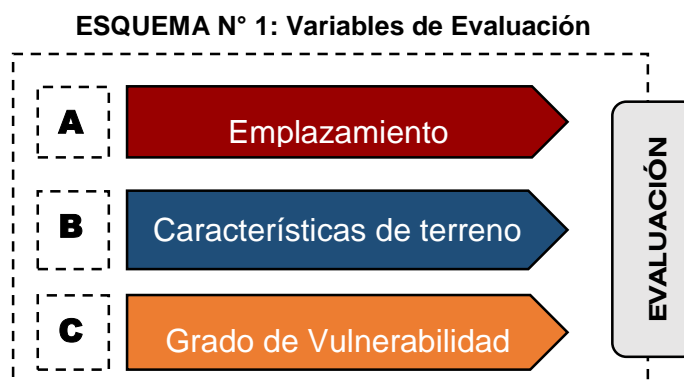 ESQUEMA N° 1: Variables de Evaluación
A
Emplazamiento
B
Características de terreno
C
Grado de Vulnerabilidad
EVALUACIÓN